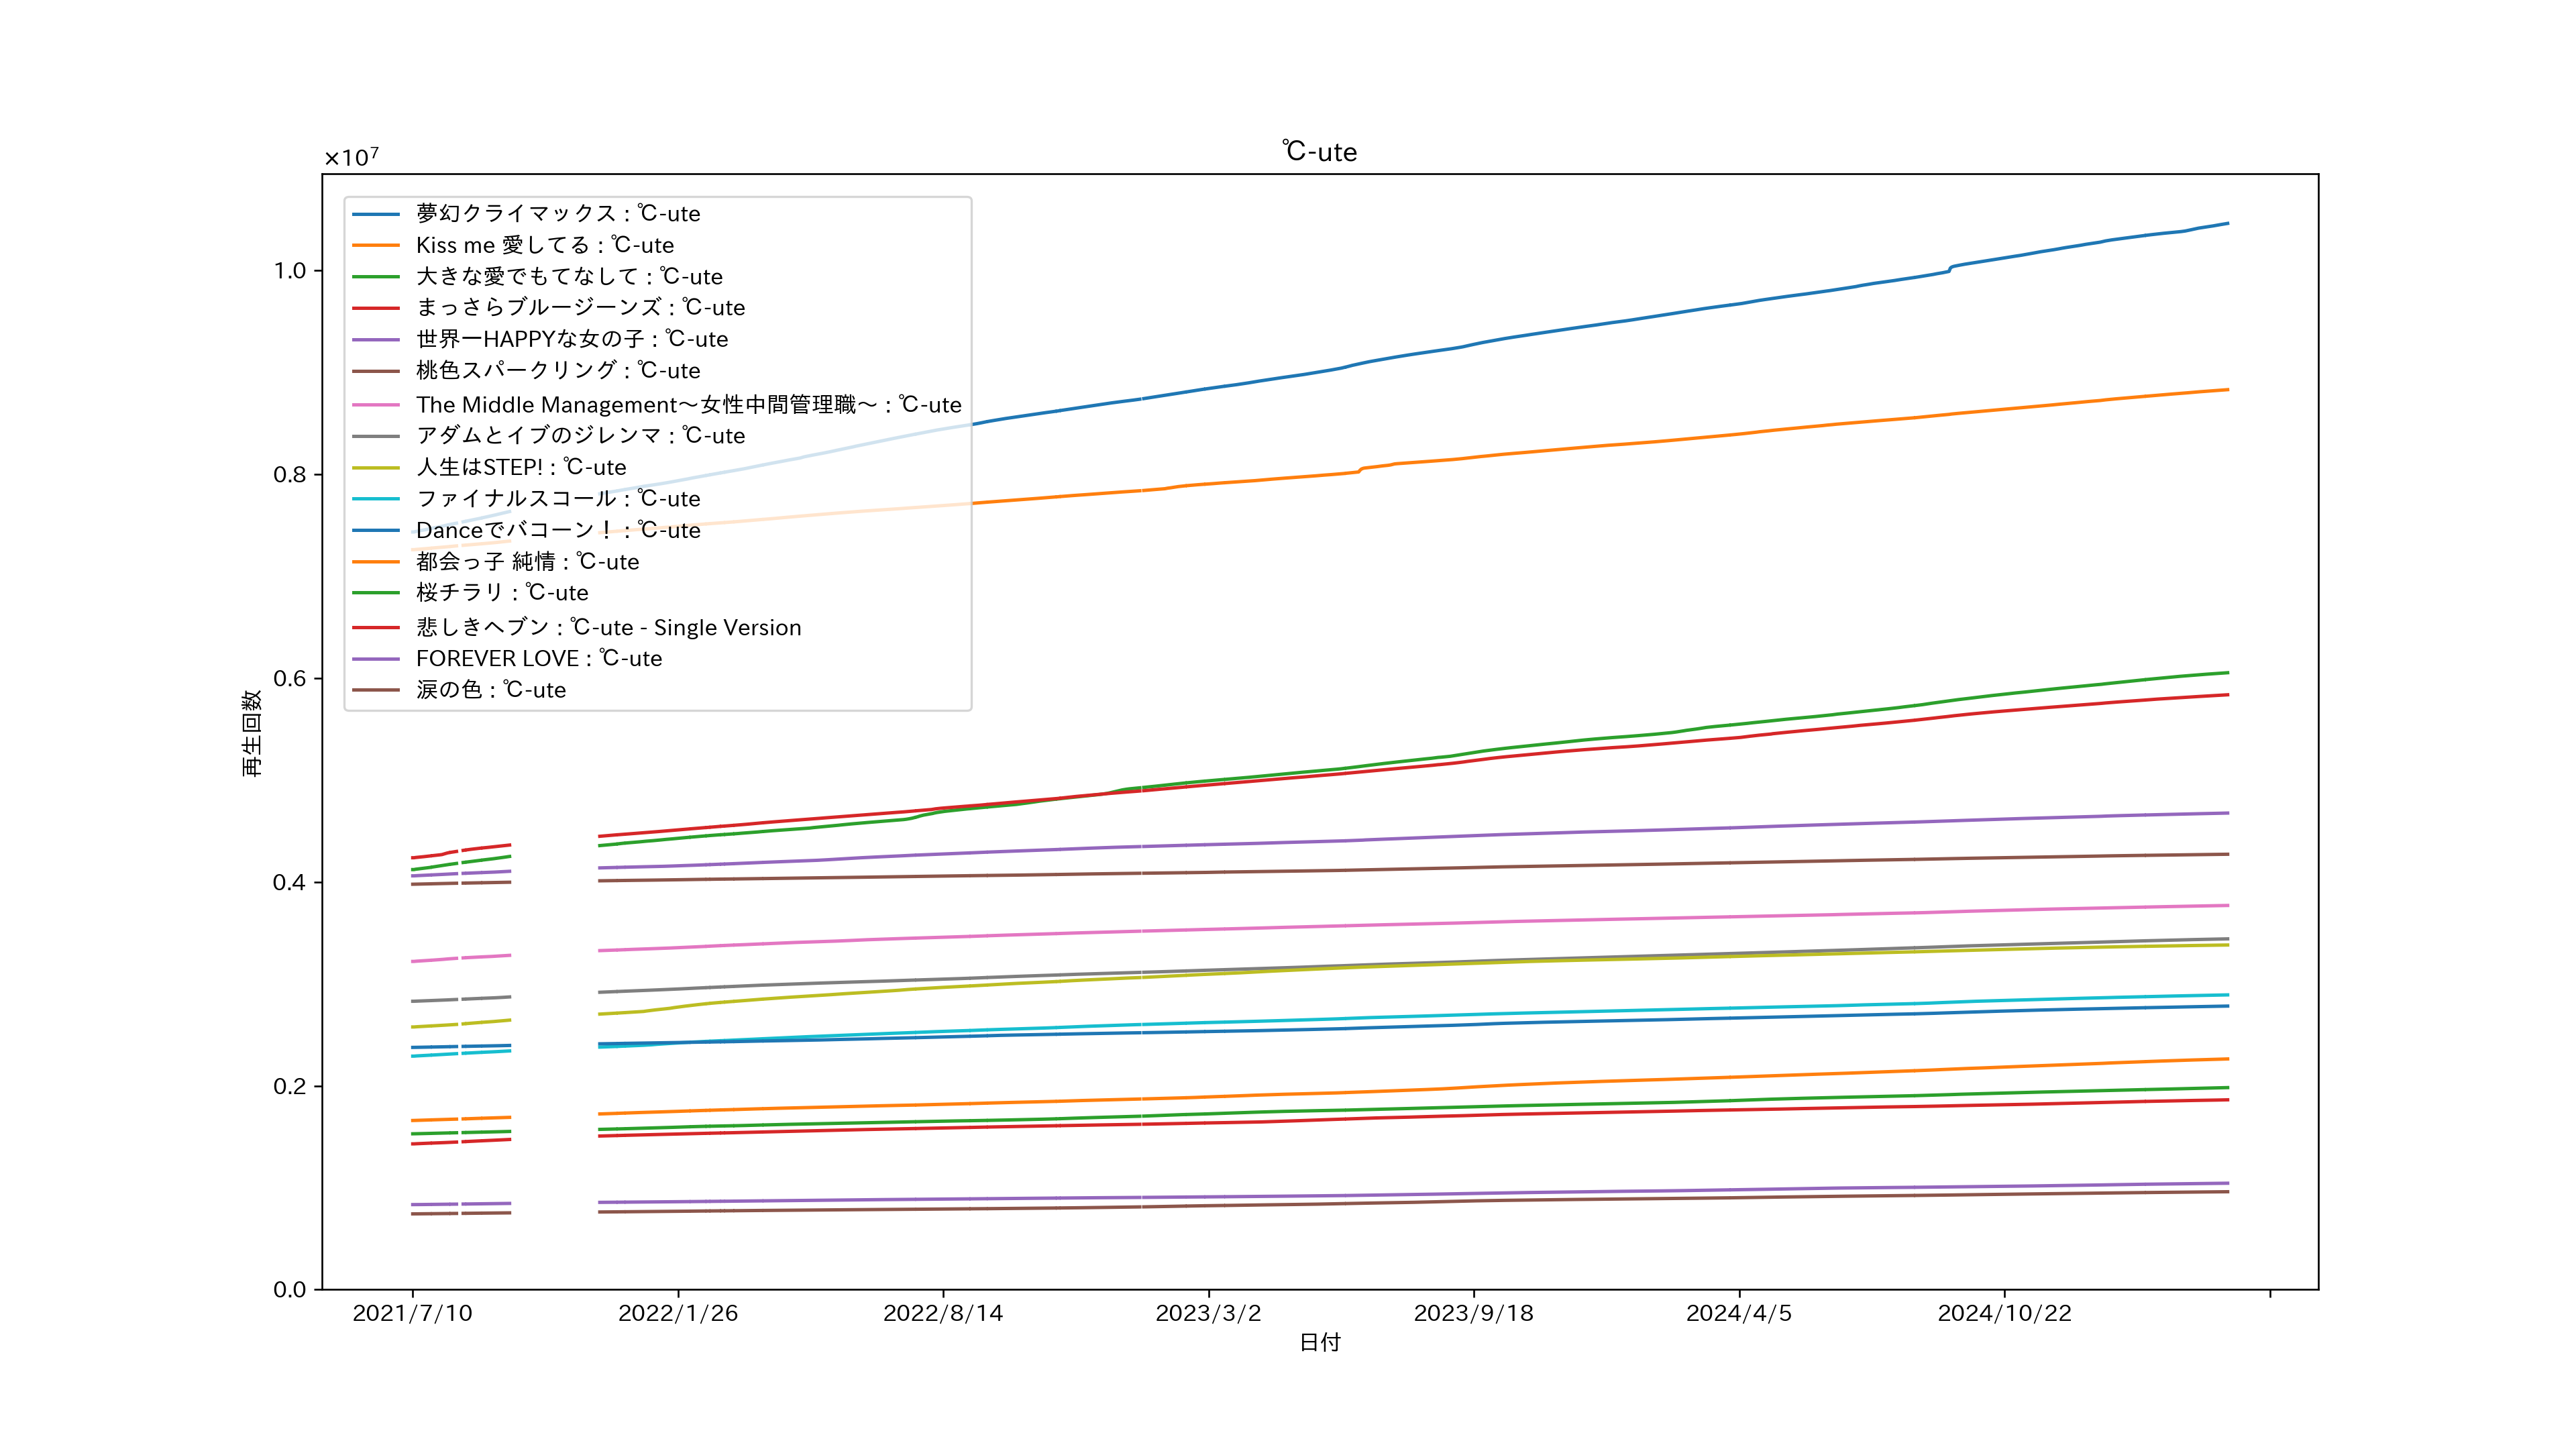 ℃-ute
×10⁷
夢幻クライマックス : ℃-ute
Kiss me 愛してる : ℃-ute
大きな愛でもてなして : ℃-ute
まっさらブルージーンズ : ℃-ute
世界一HAPPYな女の子 : ℃-ute
桃色スパークリング : ℃-ute
The Middle Management～女性中間管理職～ : ℃-ute
アダムとイブのジレンマ : ℃-ute
人生はSTEP! : ℃-ute
ファイナルスコール : ℃-ute
Danceでバコーン！ : ℃-ute
都会っ子 純情 : ℃-ute
桜チラリ : ℃-ute
悲しきヘブン : ℃-ute - Single Version
FOREVER LOVE : ℃-ute
涙の色 : ℃-ute
1.0
0.8
0.6
0.4
0.2
0.0
再生回数
2021/7/10 2022/1/26 2022/8/14 2023/3/2 2023/9/18 2024/4/5 2024/10/22
日付